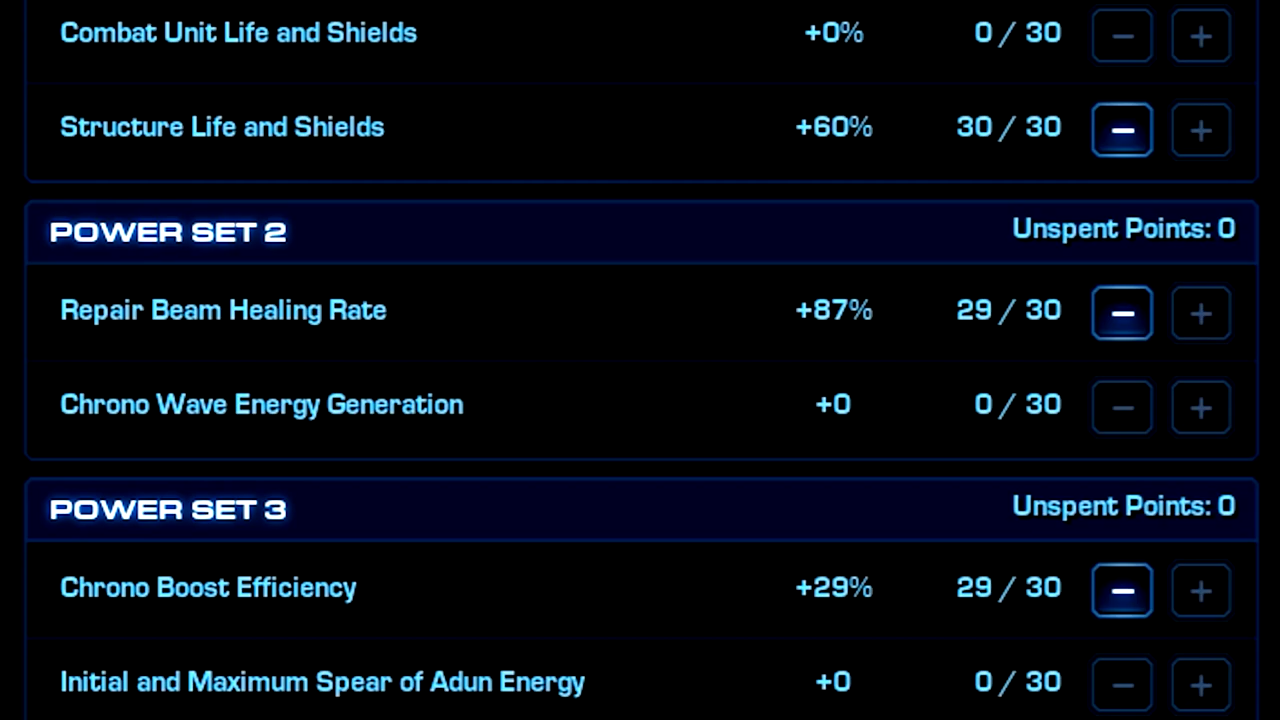 Combat Unit Life and Shields +0% 0 / 30 − +
Structure Life and Shields +60% 30 / 30 − +
POWER SET 2 Unspent Points: 0
Repair Beam Healing Rate +87% 29 / 30 − +
Chrono Wave Energy Generation +0 0 / 30 − +
POWER SET 3 Unspent Points: 0
Chrono Boost Efficiency +29% 29 / 30 − +
Initial and Maximum Spear of Adun Energy +0 0 / 30 − +